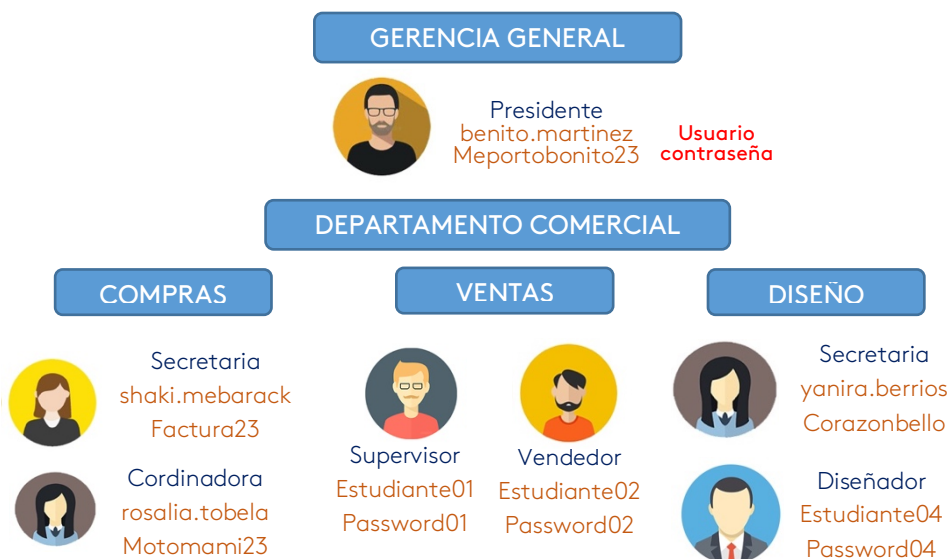 GERENCIA GENERAL
Presidente
benito.martinez
Meportobonito23
Usuario
contraseña
DEPARTAMENTO COMERCIAL
COMPRAS
VENTAS
DISEÑO
Secretaria
shaki.mebarack
Factura23
Cordinadora
rosalia.tobela
Motomami23
Supervisor
Estudiante01
Password01
Vendedor
Estudiante02
Password02
Secretaria
yanira.berrios
Corazonbello
Diseñador
Estudiante04
Password04